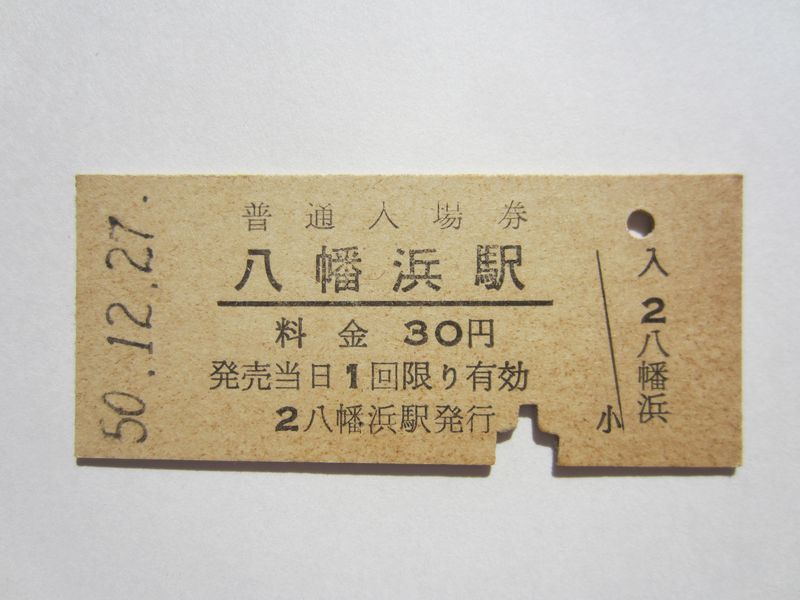 50.12.27.
普通入場券
八幡浜駅
料金 30円
発売当日1回限り有効
2八幡浜駅発行
小
入
2
八幡浜